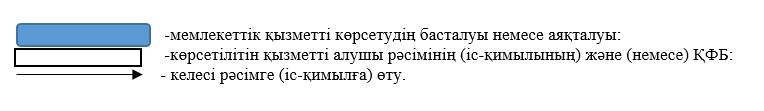 -мемлекеттік қызметті көрсетудің басталуы немесе аяқталуы:
-көрсетілітін қызметті алушы рәсімінің (іс-қимылының) және (немесе) ҚФБ:
- келесі рәсімге (іс-қимылға) өту.